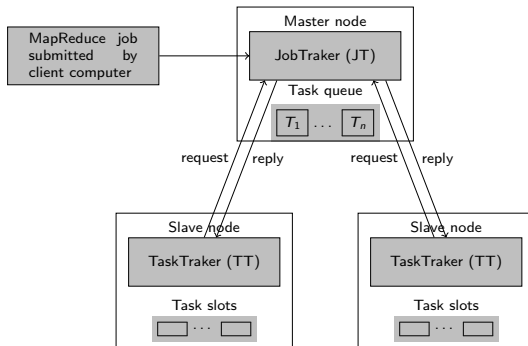 Master node
MapReduce job
submitted by
client computer
JobTraker (JT)
Task queue
T1 ... Tn
request reply request reply
Slave node Slave node
TaskTraker (TT) TaskTraker (TT)
Task slots Task slots
... ...